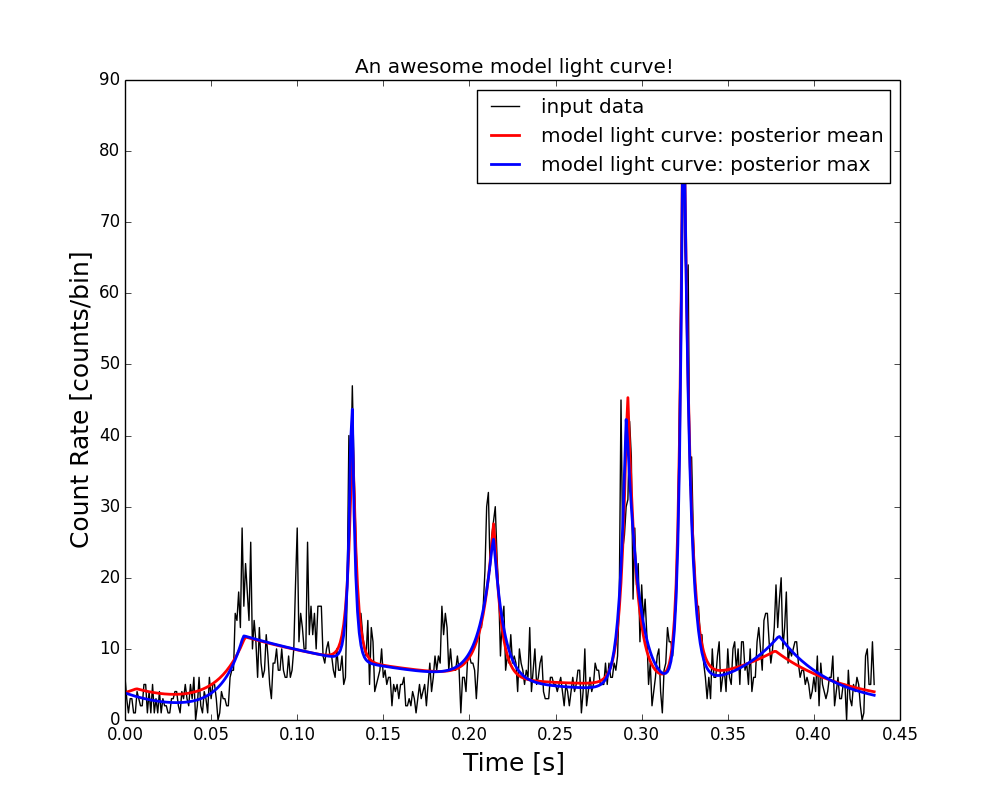 An awesome model light curve!
90
80
70
60
50
40
30
20
10
0
Count Rate [counts/bin]
input data
model light curve: posterior mean
model light curve: posterior max
0.00 0.05 0.10 0.15 0.20 0.25 0.30 0.35 0.40 0.45
Time [s]